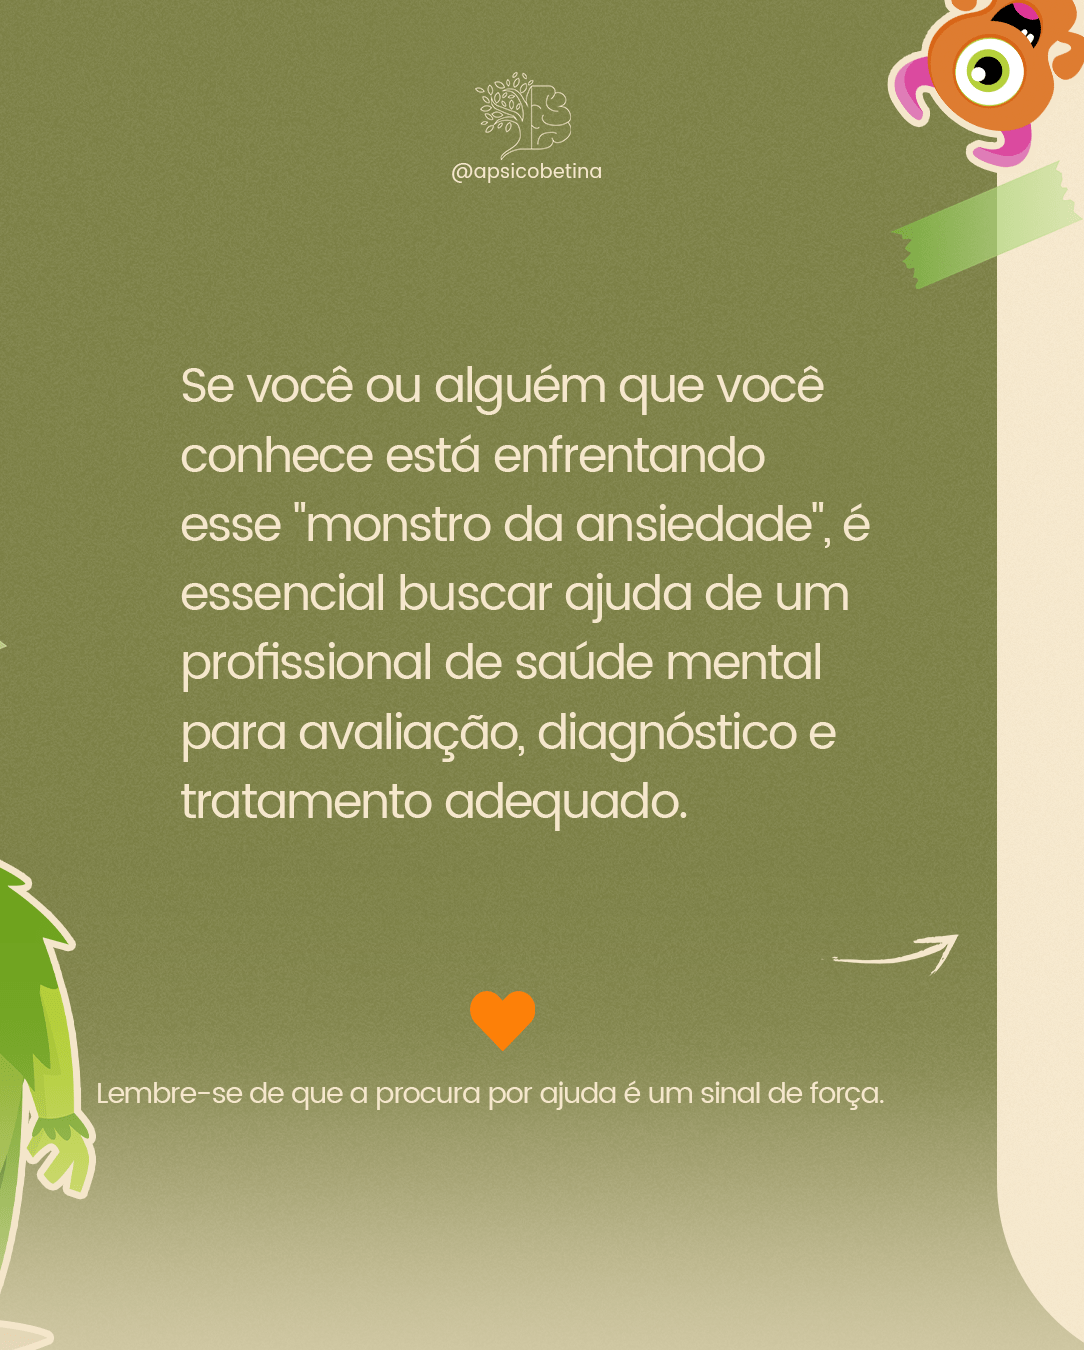 @apsicobetina
Se você ou alguém que você
conhece está enfrentando
esse "monstro da ansiedade", é
essencial buscar ajuda de um
profissional de saúde mental
para avaliação, diagnóstico e
tratamento adequado.
Lembre-se de que a procura por ajuda é um sinal de força.